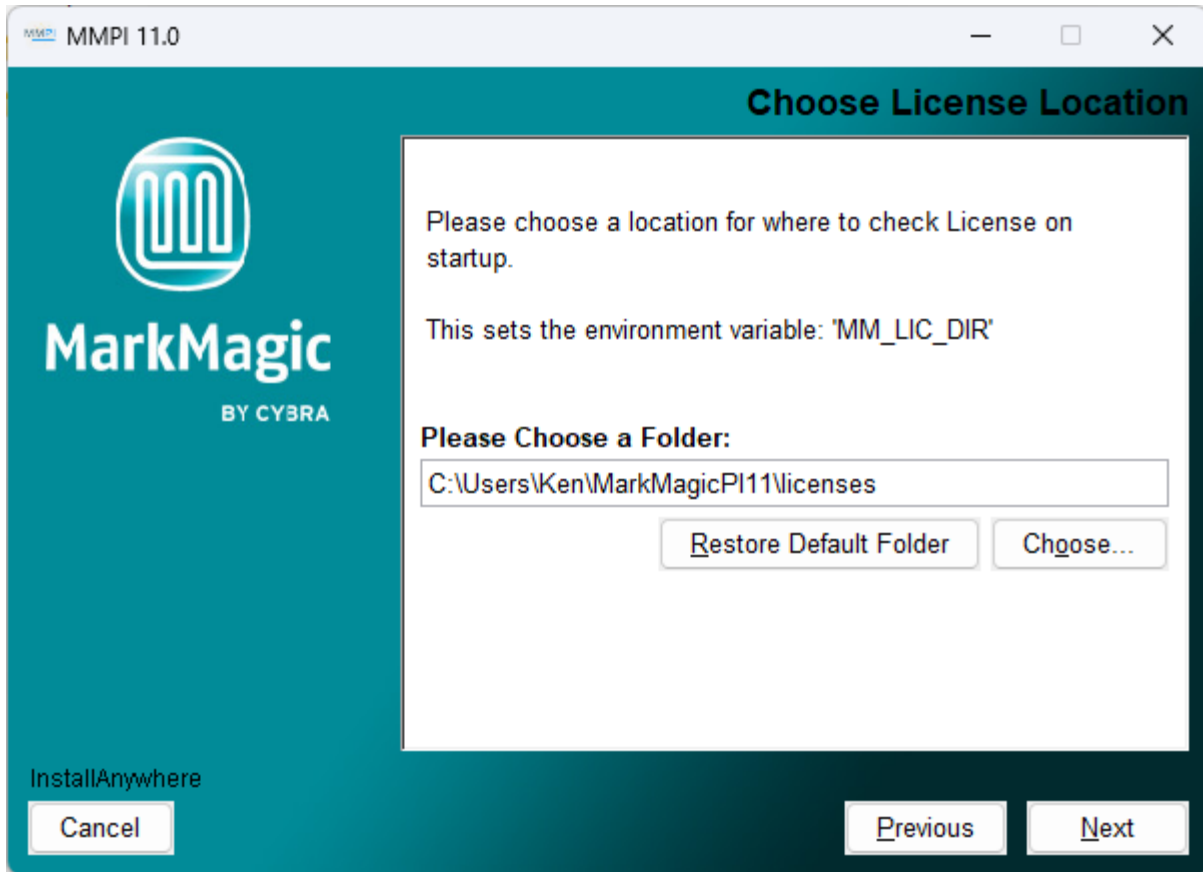 MMPI MMPI 11.0
Choose License Location
MarkMagic
BY CYBRA
Please choose a location for where to check License on
startup.
This sets the environment variable: 'MM_LIC_DIR'
Please Choose a Folder:
C:\Users\Ken\MarkMagicPI11\licenses
Restore Default Folder
Choose...
InstallAnywhere
Cancel
Previous
Next